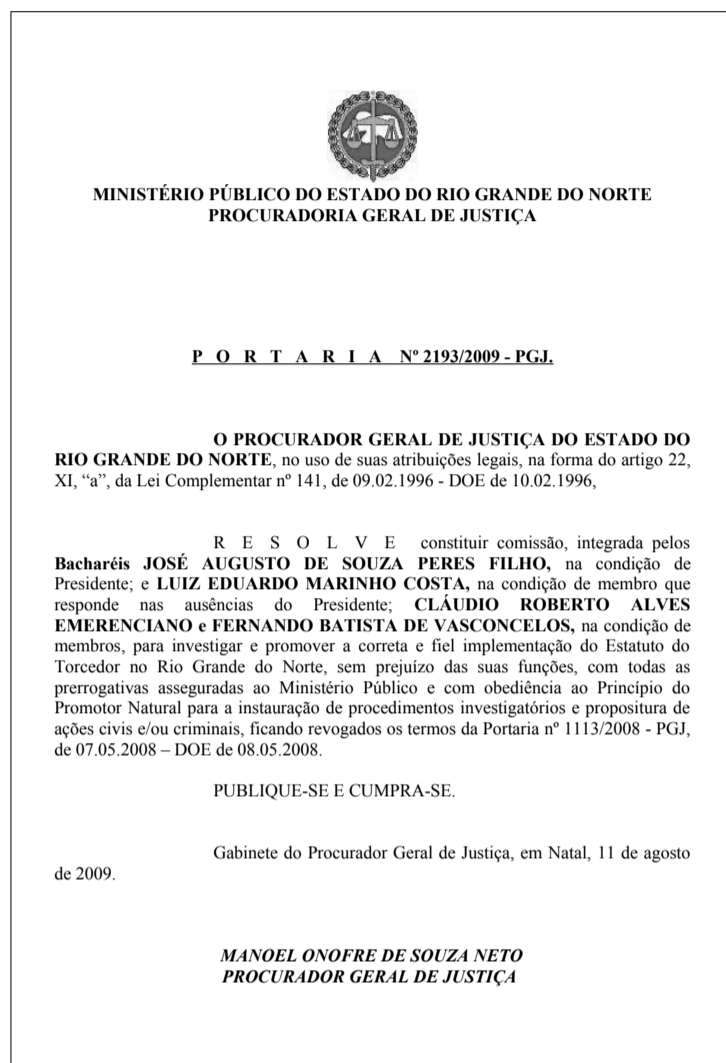 MINISTÉRIO PÚBLICO DO ESTADO DO RIO GRANDE DO NORTE
PROCURADORIA GERAL DE JUSTIÇA
P O R T A R I A Nº 2193/2009 - PGJ.
O PROCURADOR GERAL DE JUSTIÇA DO ESTADO DO
RIO GRANDE DO NORTE, no uso de suas atribuições legais, na forma do artigo 22,
XI, “a”, da Lei Complementar nº 141, de 09.02.1996 - DOE de 10.02.1996,
R E S O L V E constituir comissão, integrada pelos
Bacharéis JOSÉ AUGUSTO DE SOUZA PERES FILHO, na condição de
Presidente; e LUIZ EDUARDO MARINHO COSTA, na condição de membro que
responde nas ausências do Presidente; CLÁUDIO ROBERTO ALVES
EMERENCIANO e FERNANDO BATISTA DE VASCONCELOS, na condição de
membros, para investigar e promover a correta e fiel implementação do Estatuto do
Torcedor no Rio Grande do Norte, sem prejuízo das suas funções, com todas as
prerrogativas asseguradas ao Ministério Público e com obediência ao Princípio do
Promotor Natural para a instauração de procedimentos investigatórios e propositura de
ações civis e/ou criminais, ficando revogados os termos da Portaria nº 1113/2008 - PGJ,
de 07.05.2008 – DOE de 08.05.2008.
PUBLIQUE-SE E CUMPRA-SE.
Gabinete do Procurador Geral de Justiça, em Natal, 11 de agosto
de 2009.
MANOEL ONOFRE DE SOUZA NETO
PROCURADOR GERAL DE JUSTIÇA